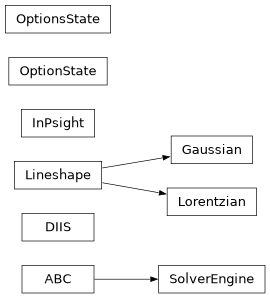 OptionsState
OptionState
InPsight
Gaussian
Lineshape
Lorentzian
DIIS
ABC
SolverEngine